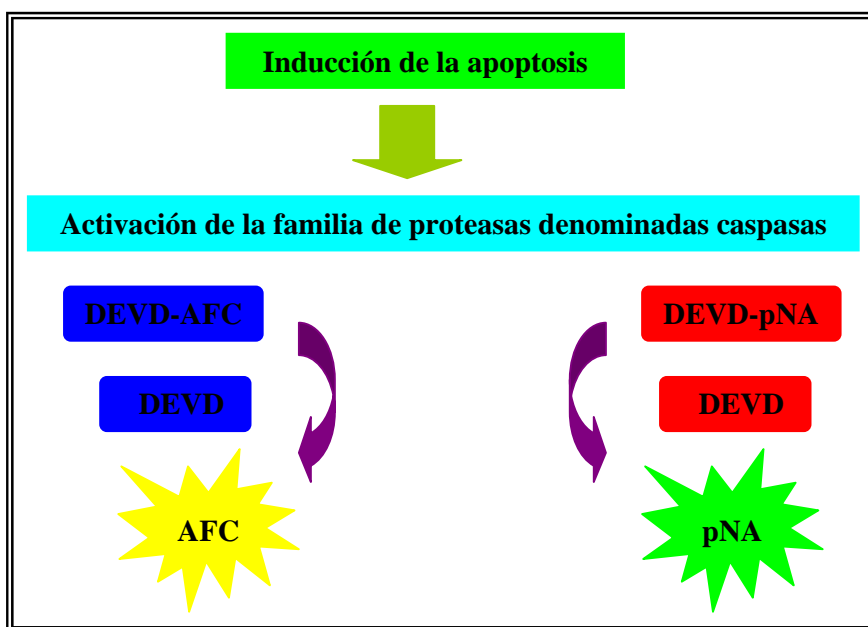 Inducción de la apoptosis
Activación de la familia de proteasas denominadas caspasas
DEVD-AFC
DEVD
AFC
DEVD-pNA
DEVD
pNA